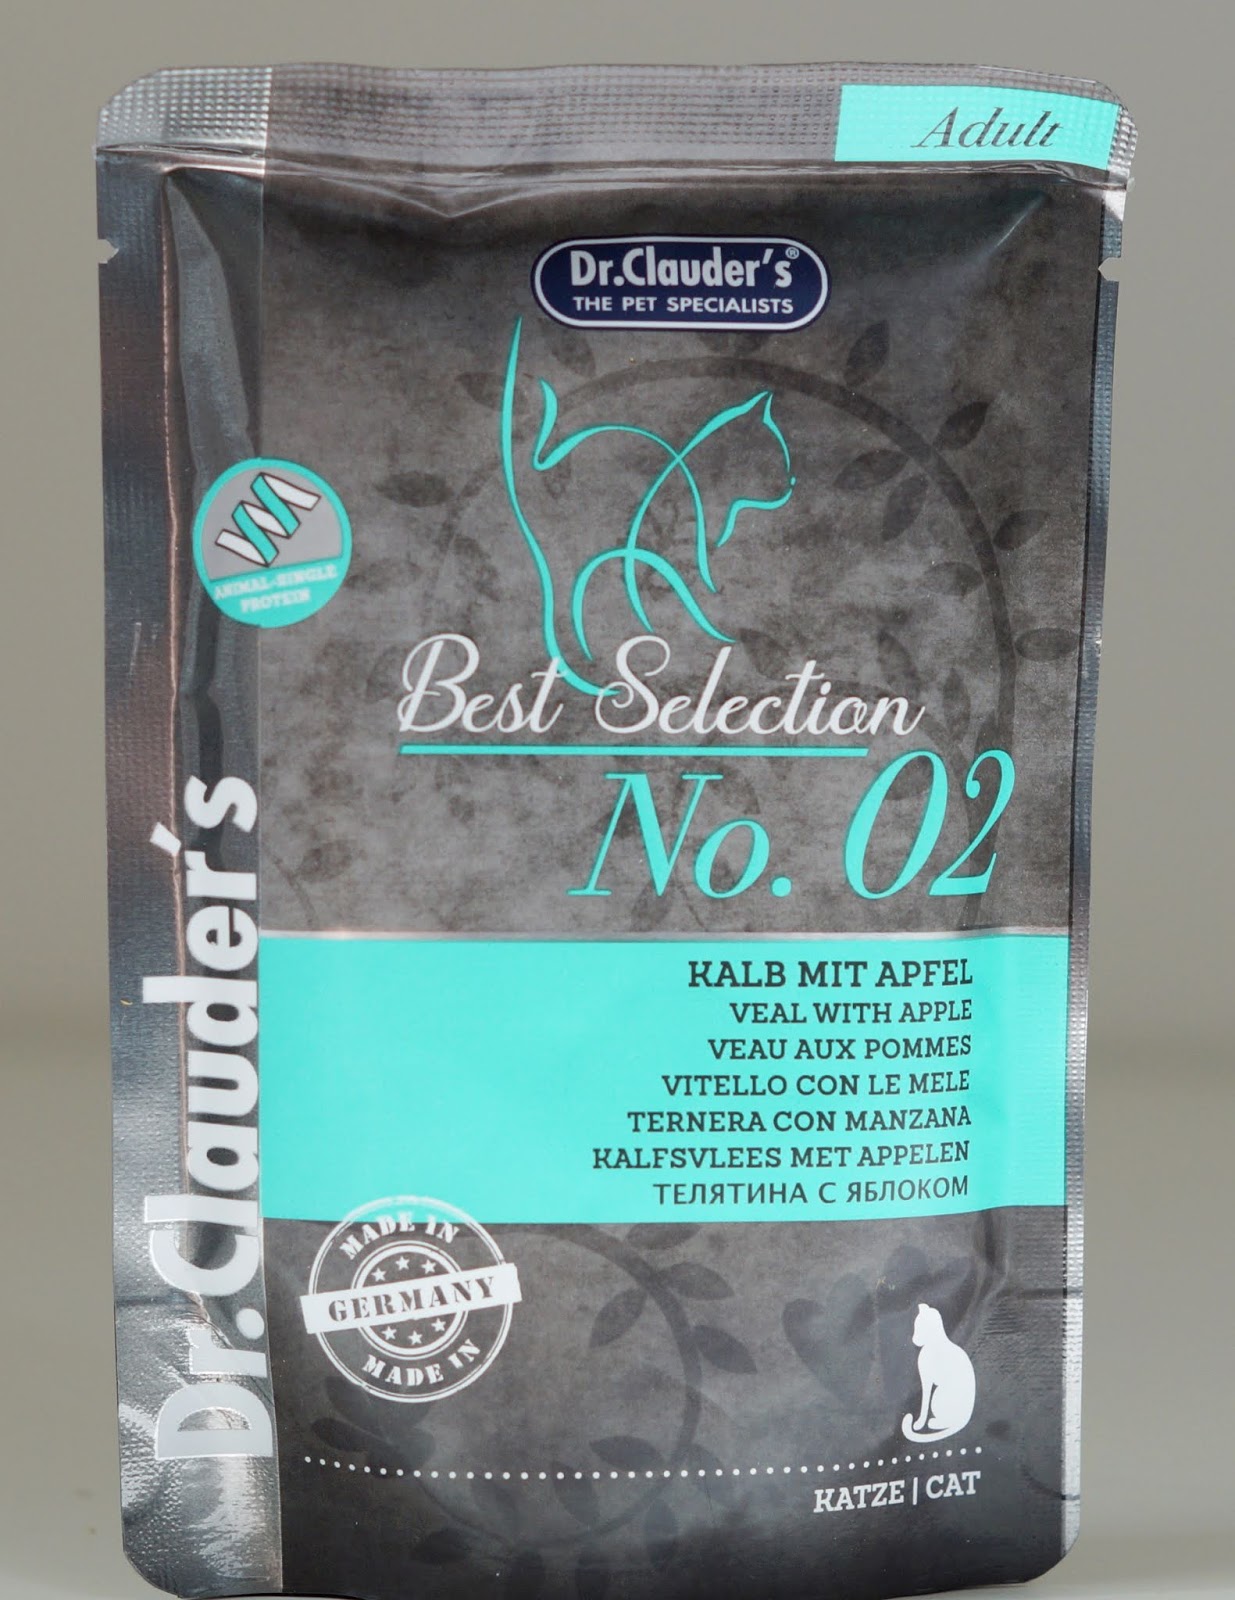 Adult
Dr.Clauder's®
THE PET SPECIALISTS
ANIMAL-SINGLE
PROTEIN
Best Selection
No. 02
Dr.Clauder's
KALB MIT APFEL
VEAL WITH APPLE
VEAU AUX POMMES
VITELLO CON LE MELE
TERNERA CON MANZANA
KALFSVLEES MET APPELEN
ТЕЛЯТИНА С ЯБЛОКОМ
MADE IN
GERMANY
MADE IN
KATZE | CAT